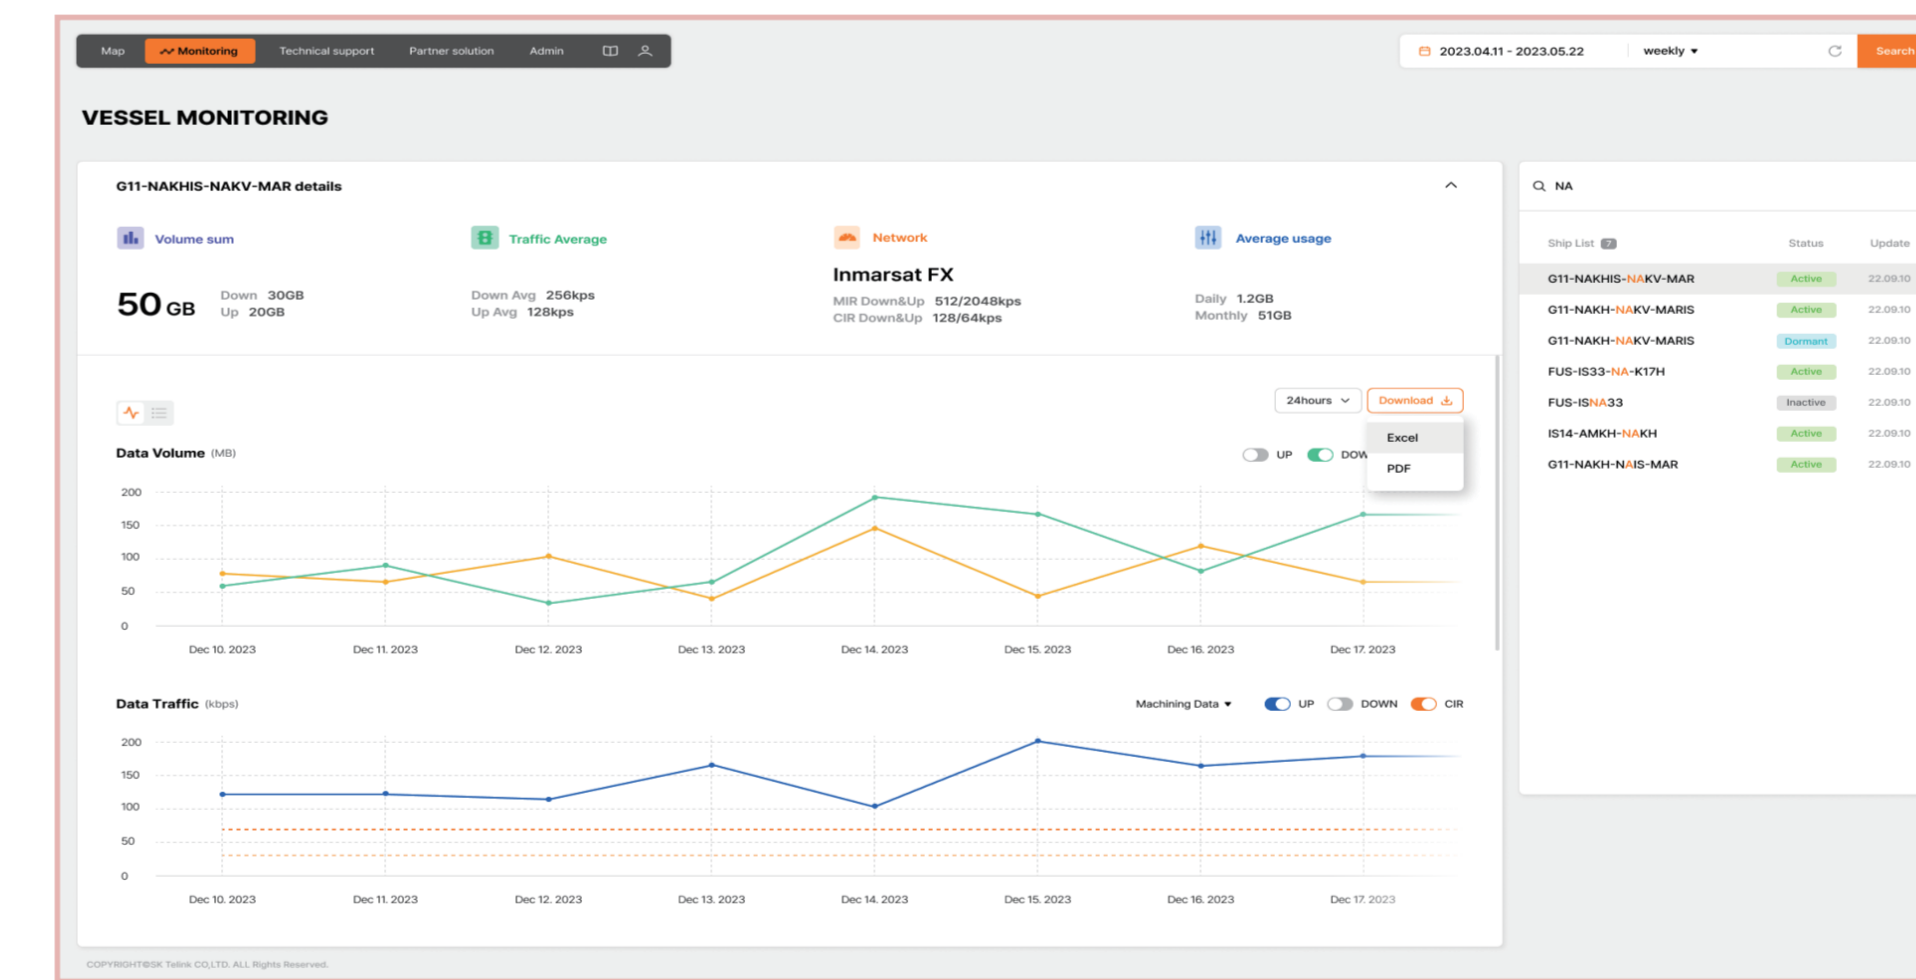 Map Monitoring Technical support Partner solution Admin
2023.04.11 - 2023.05.22 weekly Search
VESSEL MONITORING
G11-NAKHIS-NAKV-MAR details
Volume sum
50 GB
Down 30GB
Up 20GB
Traffic Average
Down Avg 256kps
Up Avg 128kps
Network
Inmarsat FX
MIR Down&Up 512/2048kps
CIR Down&Up 128/64kps
Average usage
Daily 1.2GB
Monthly 51GB
24hours Download
Excel
PDF
Data Volume (MB)
UP DOW
200
150
100
50
0
Dec 10. 2023 Dec 11. 2023 Dec 12. 2023 Dec 13. 2023 Dec 14. 2023 Dec 15. 2023 Dec 16. 2023 Dec 17. 2023
Data Traffic (kbps)
Machining Data UP DOWN CIR
200
150
100
50
0
Dec 10. 2023 Dec 11. 2023 Dec 12. 2023 Dec 13. 2023 Dec 14. 2023 Dec 15. 2023 Dec 16. 2023 Dec 17. 2023
NA
Ship List 7 Status Update
G11-NAKHIS-NAKV-MAR Active 22.09.10
G11-NAKH-NAKV-MARIS Active 22.09.10
G11-NAKH-NAKV-MARIS Dormant 22.09.10
FUS-IS33-NA-K17H Active 22.09.10
FUS-ISNA33 Inactive 22.09.10
IS14-AMKH-NAKH Active 22.09.10
G11-NAKH-NAIS-MAR Active 22.09.10
COPYRIGHT©SK Telink CO,LTD. ALL Rights Reserved.